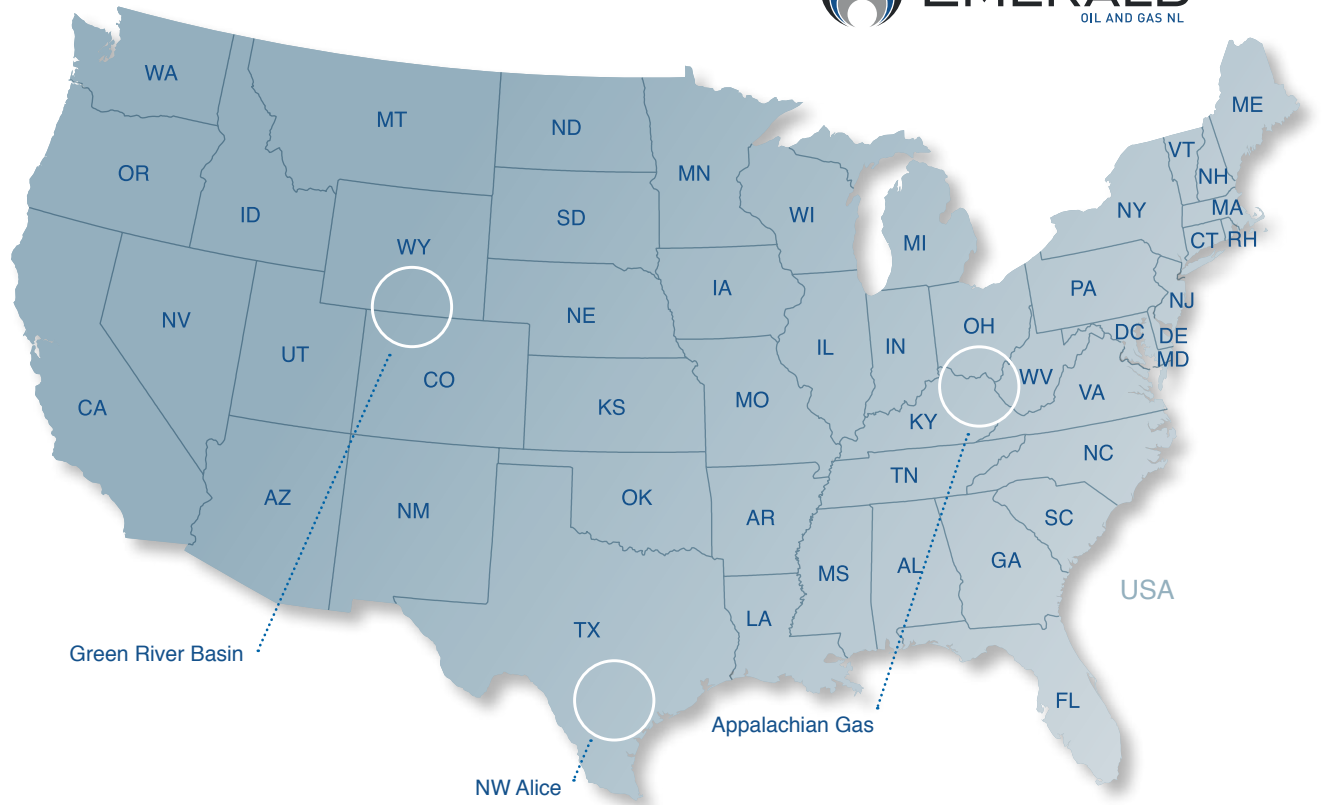 EMERALD
OIL AND GAS NL
WA
MT
ND
MN
ME
VT
NH
OR
ID
SD
WI
NY
MA
WY
MI
CT RH
IA
PA
NE
NJ
NV
OH
UT
IL
IN
DC
DE
MD
CO
WV
VA
CA
KS
MO
KY
NC
TN
AZ
NM
OK
AR
SC
MS
AL
GA
USA
LA
TX
Green River Basin
FL
Appalachian Gas
NW Alice